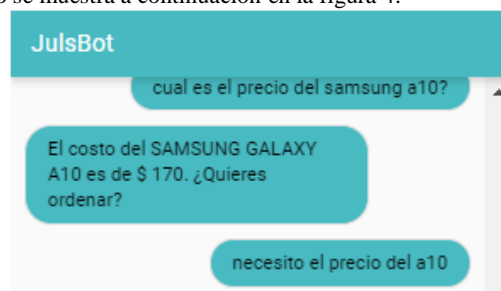 se muestra a continuación en la figura 4.
JulsBot
cual es el precio del samsung a10?
El costo del SAMSUNG GALAXY
A10 es de $ 170. ¿Quieres
ordenar?
necesito el precio del a10